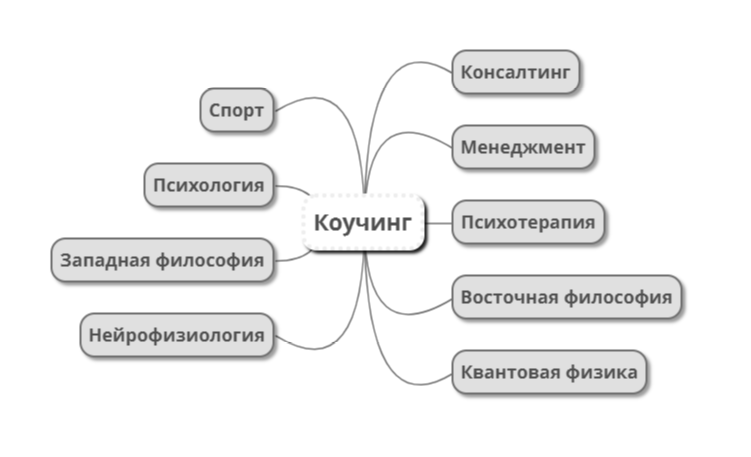 Консалтинг
Спорт
Менеджмент
Психология
Коучинг
Психотерапия
Западная философия
Восточная философия
Нейрофизиология
Квантовая физика